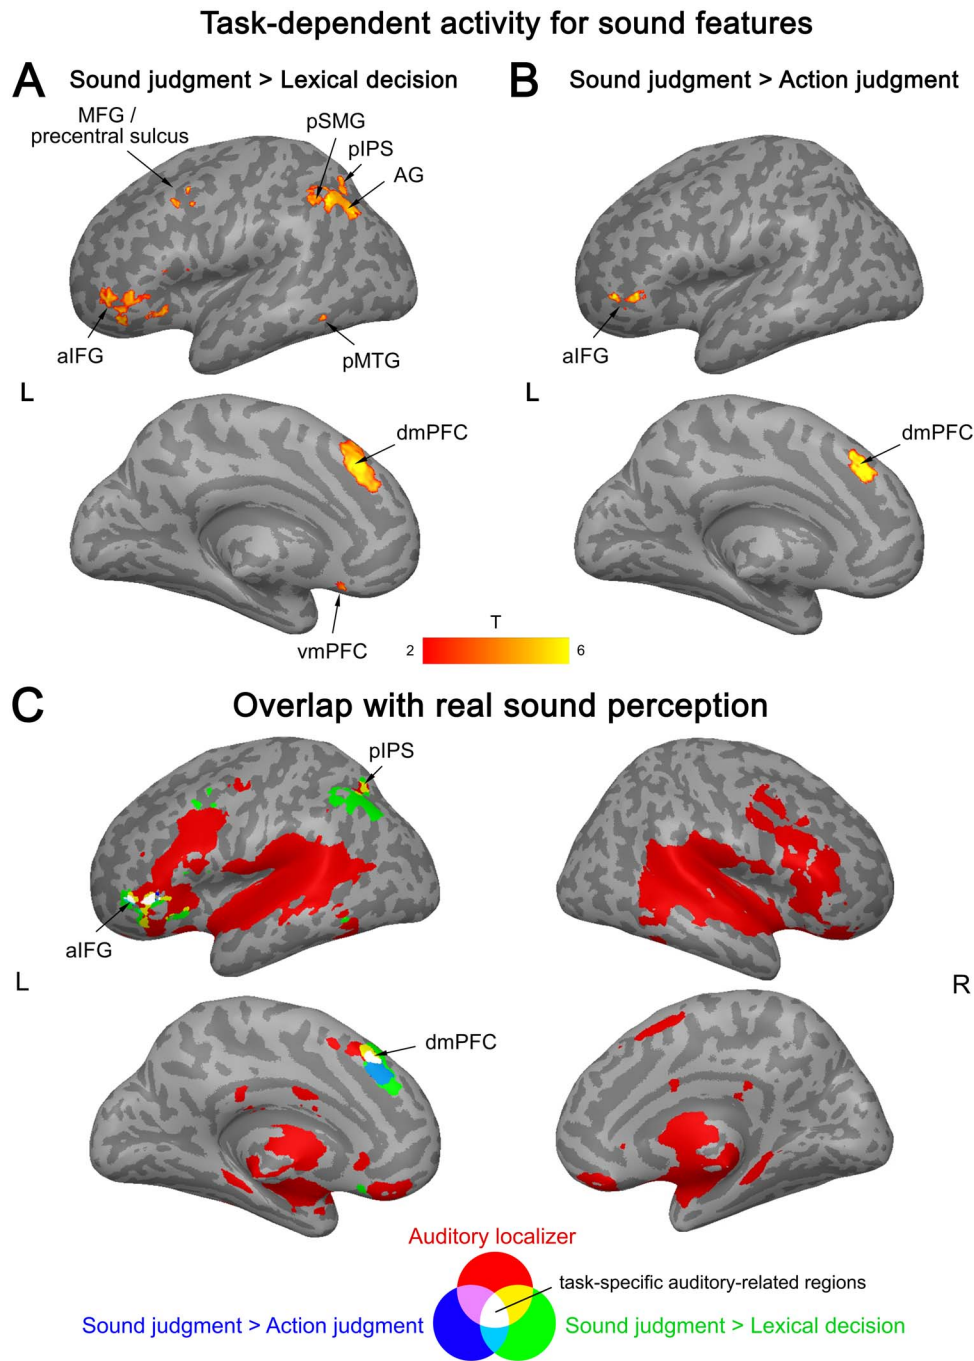 Task-dependent activity for sound features
A Sound judgment > Lexical decision
B Sound judgment > Action judgment
MFG /
precentral sulcus
pSMG
pIPS
AG
aIFG
pMTG
aIFG
L
L
dmPFC
dmPFC
vmPFC
T
2 6
C Overlap with real sound perception
pIPS
aIFG
L
R
dmPFC
Auditory localizer
task-specific auditory-related regions
Sound judgment > Action judgment
Sound judgment > Lexical decision